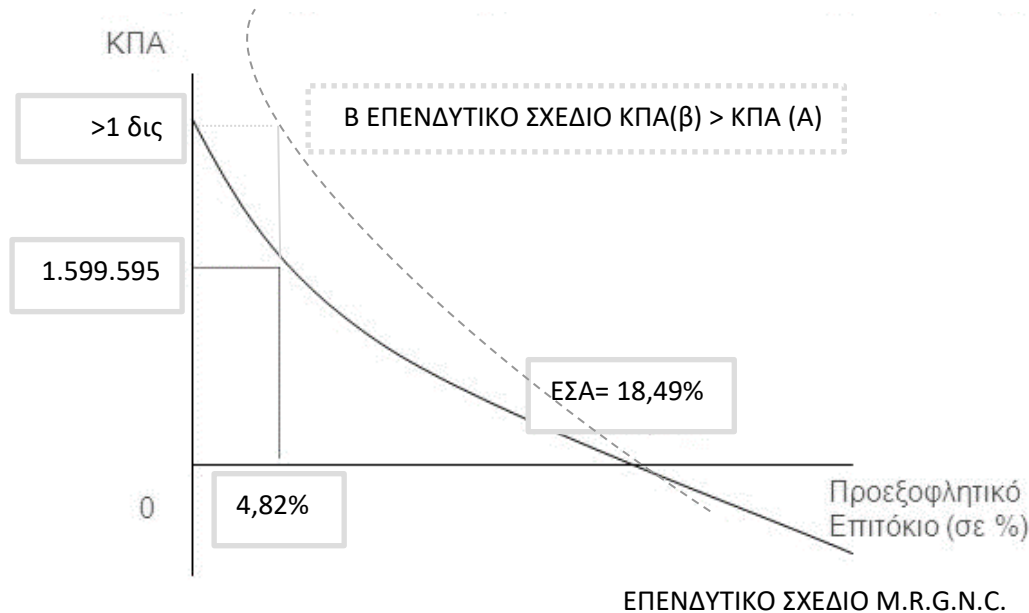 ΚΠΑ
>1 δις
Β ΕΠΕΝΔΥΤΙΚΟ ΣΧΕΔΙΟ ΚΠΑ(β) > ΚΠΑ (Α)
1.599.595
ΕΣΑ= 18,49%
0
4,82%
Προεξοφλητικό
Επιτόκιο (σε %)
ΕΠΕΝΔΥΤΙΚΟ ΣΧΕΔΙΟ M.R.G.N.C.